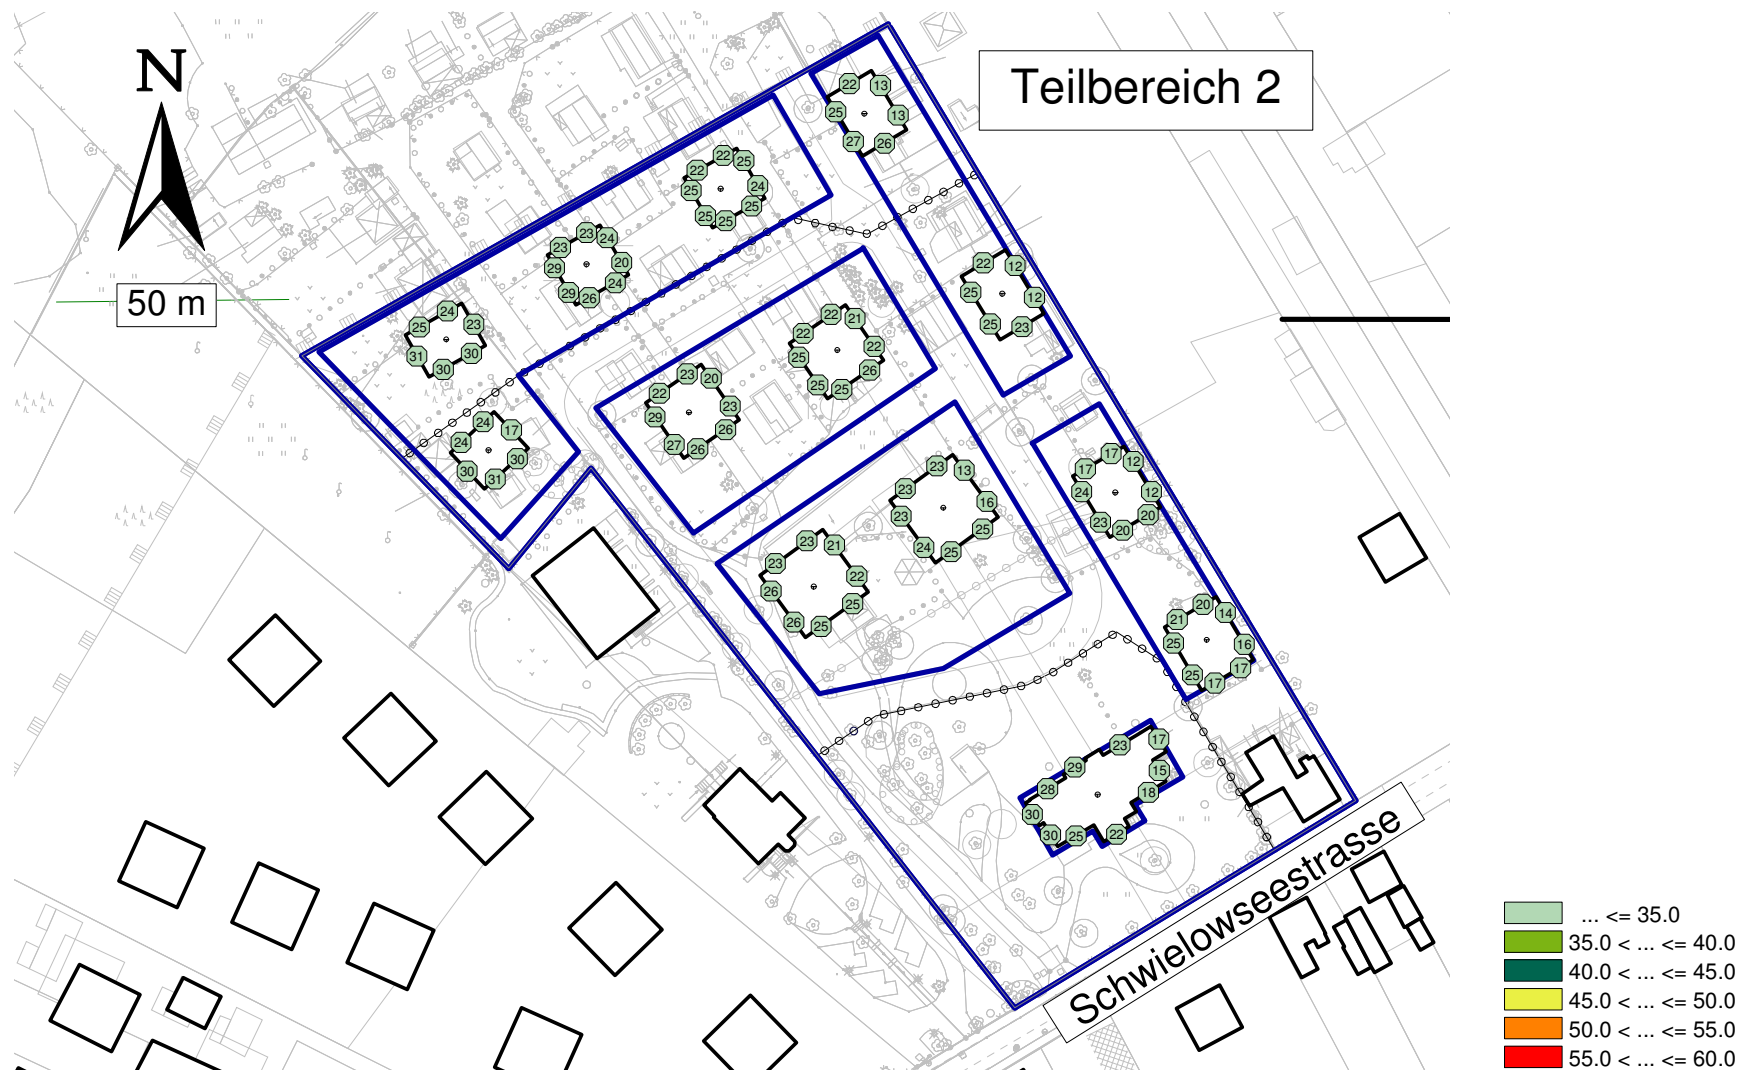 N
Teilbereich 2
50 m
22 13
25 13
27 26
22 25
22
25 24
25 25 25
23 24
23
29 20
29 26 24
24
25 23
31 30
30
22 12
25 12
25 23
22 21
22
25 22
25 25 26
23 20
22
29 23
27 26 26
24 17
24
30 30
31
23 13
23
23 16
24 25 25
17 12
17
24 12
23 20 20
23 21
23
26 22
26 25 25
20 14
21
25 16
25 17 17
23 17
29
28 15
30 18
30 25 22
Schwielowseestrasse
... <= 35.0
35.0 < ... <= 40.0
40.0 < ... <= 45.0
45.0 < ... <= 50.0
50.0 < ... <= 55.0
55.0 < ... <= 60.0